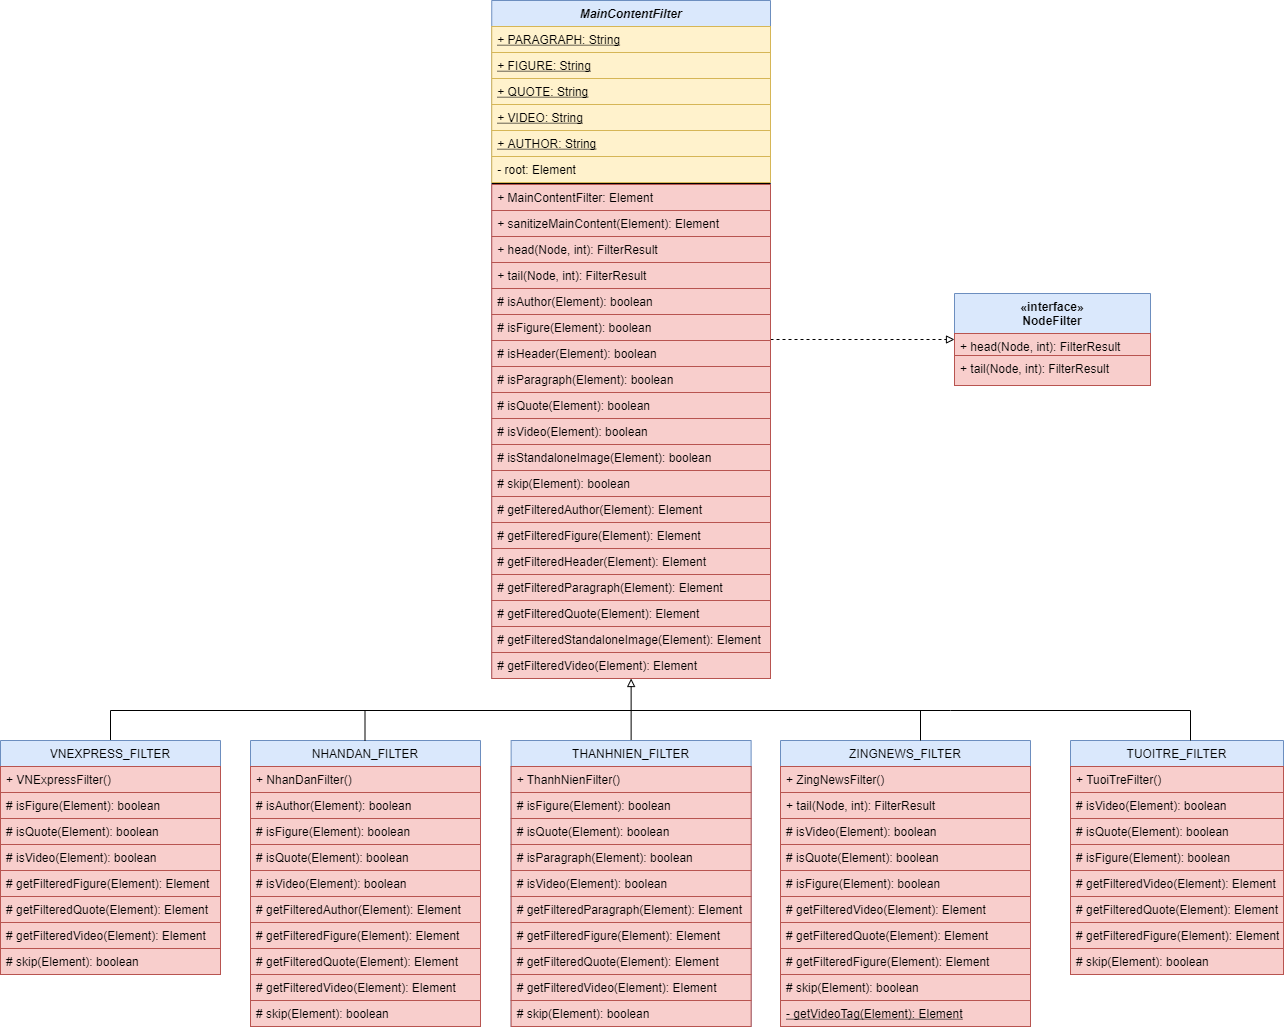 MainContentFilter
+ PARAGRAPH: String
+ FIGURE: String
+ QUOTE: String
+ VIDEO: String
+ AUTHOR: String
- root: Element
+ MainContentFilter: Element
+ sanitizeMainContent(Element): Element
+ head(Node, int): FilterResult
+ tail(Node, int): FilterResult
# isAuthor(Element): boolean
# isFigure(Element): boolean
# isHeader(Element): boolean
# isParagraph(Element): boolean
# isQuote(Element): boolean
# isVideo(Element): boolean
# isStandaloneImage(Element): boolean
# skip(Element): boolean
# getFilteredAuthor(Element): Element
# getFilteredFigure(Element): Element
# getFilteredHeader(Element): Element
# getFilteredParagraph(Element): Element
# getFilteredQuote(Element): Element
# getFilteredStandaloneImage(Element): Element
# getFilteredVideo(Element): Element
«interface»
NodeFilter
+ head(Node, int): FilterResult
+ tail(Node, int): FilterResult
VNEXPRESS_FILTER
+ VNExpressFilter()
# isFigure(Element): boolean
# isQuote(Element): boolean
# isVideo(Element): boolean
# getFilteredFigure(Element): Element
# getFilteredQuote(Element): Element
# getFilteredVideo(Element): Element
# skip(Element): boolean
NHANDAN_FILTER
+ NhanDanFilter()
# isAuthor(Element): boolean
# isFigure(Element): boolean
# isQuote(Element): boolean
# isVideo(Element): boolean
# getFilteredAuthor(Element): Element
# getFilteredFigure(Element): Element
# getFilteredQuote(Element): Element
# getFilteredVideo(Element): Element
# skip(Element): boolean
THANHNIEN_FILTER
+ ThanhNienFilter()
# isFigure(Element): boolean
# isQuote(Element): boolean
# isParagraph(Element): boolean
# isVideo(Element): boolean
# getFilteredParagraph(Element): Element
# getFilteredFigure(Element): Element
# getFilteredQuote(Element): Element
# getFilteredVideo(Element): Element
# skip(Element): boolean
ZINGNEWS_FILTER
+ ZingNewsFilter()
+ tail(Node, int): FilterResult
# isVideo(Element): boolean
# isQuote(Element): boolean
# isFigure(Element): boolean
# getFilteredVideo(Element): Element
# getFilteredQuote(Element): Element
# getFilteredFigure(Element): Element
# skip(Element): boolean
- getVideoTag(Element): Element
TUOITRE_FILTER
+ TuoiTreFilter()
# isVideo(Element): boolean
# isQuote(Element): boolean
# isFigure(Element): boolean
# getFilteredVideo(Element): Element
# getFilteredQuote(Element): Element
# getFilteredFigure(Element): Element
# skip(Element): boolean